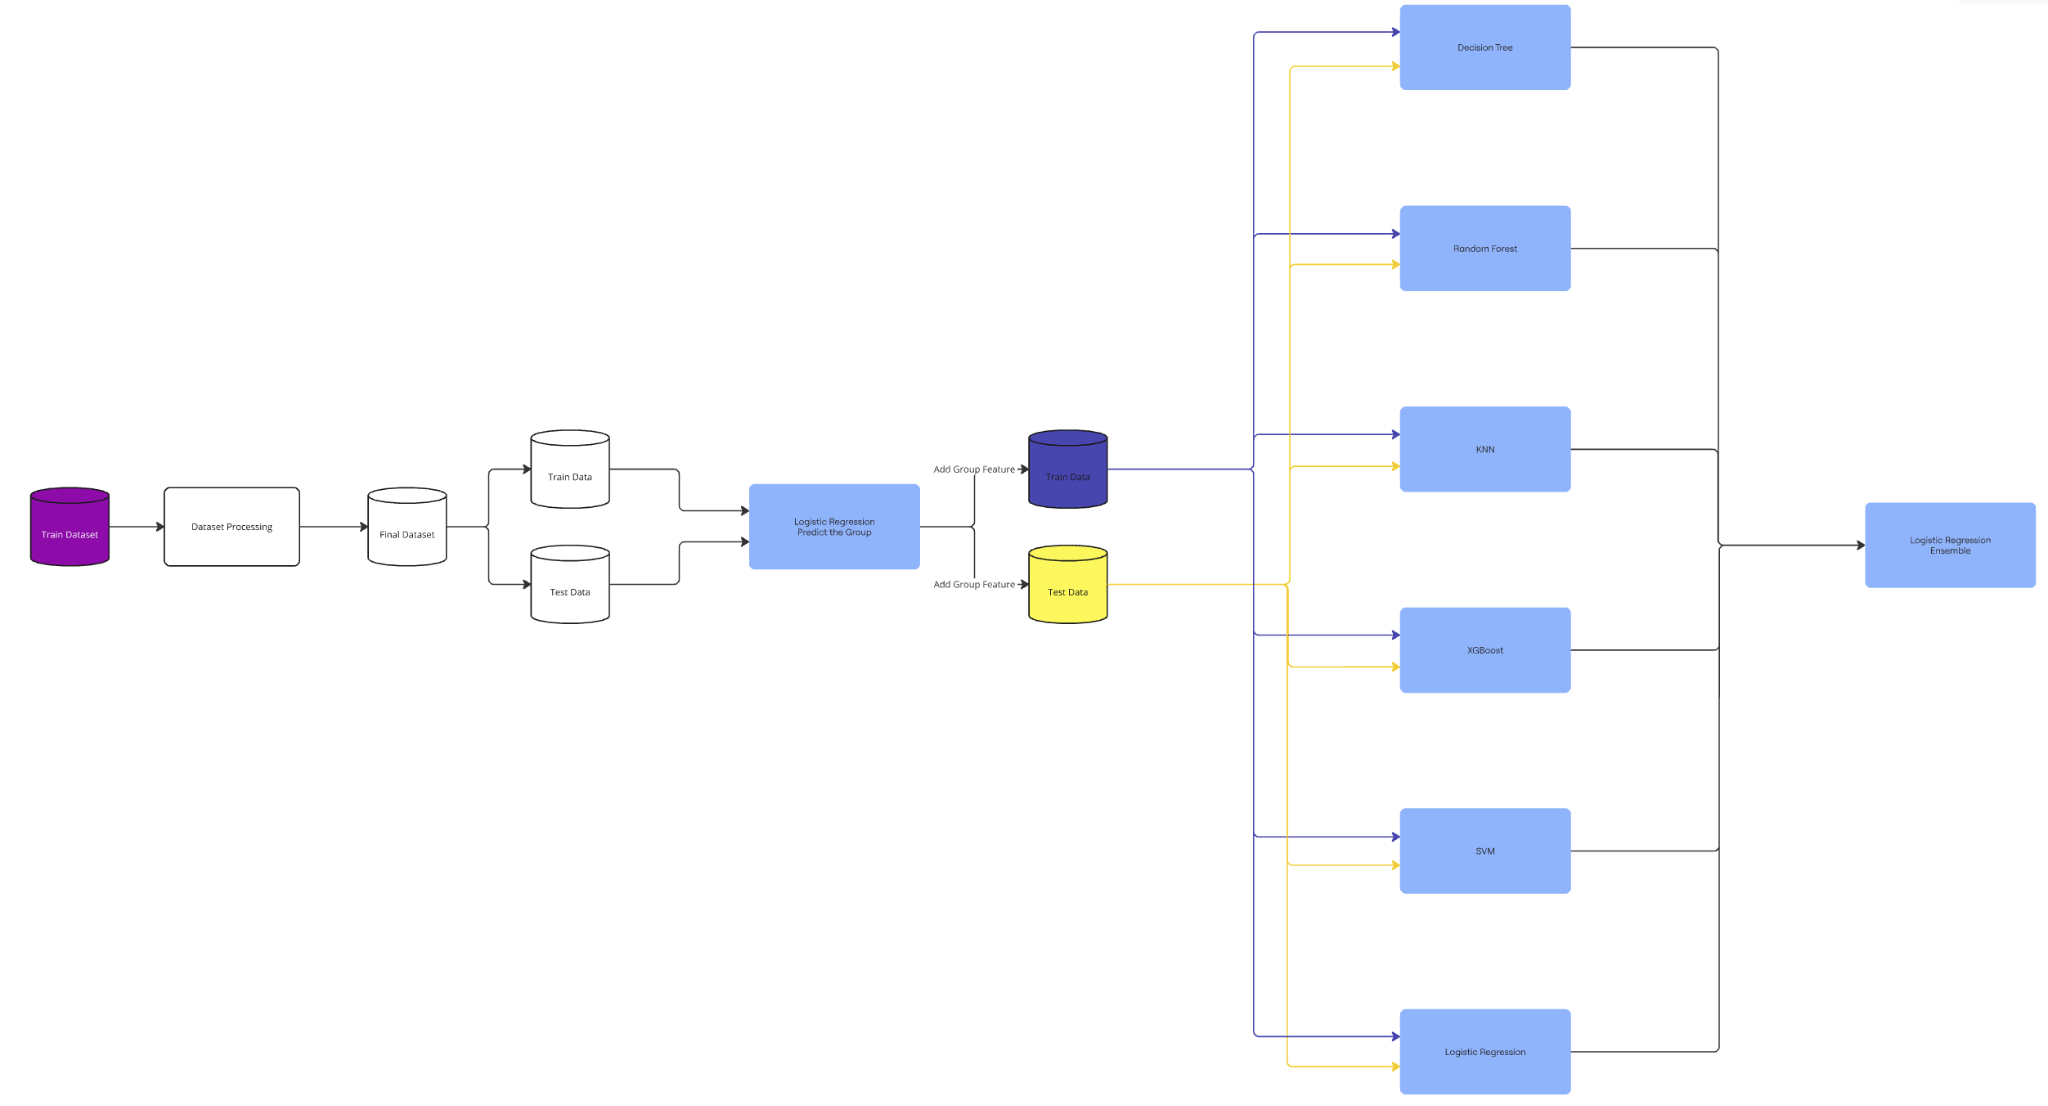 Train Dataset
Dataset Processing
Final Dataset
Train Data
Test Data
Logistic Regression
Predict the Group
Add Group Feature
Add Group Feature
Train Data
Test Data
Decision Tree
Random Forest
KNN
XGBoost
SVM
Logistic Regression
Logistic Regression
Ensemble